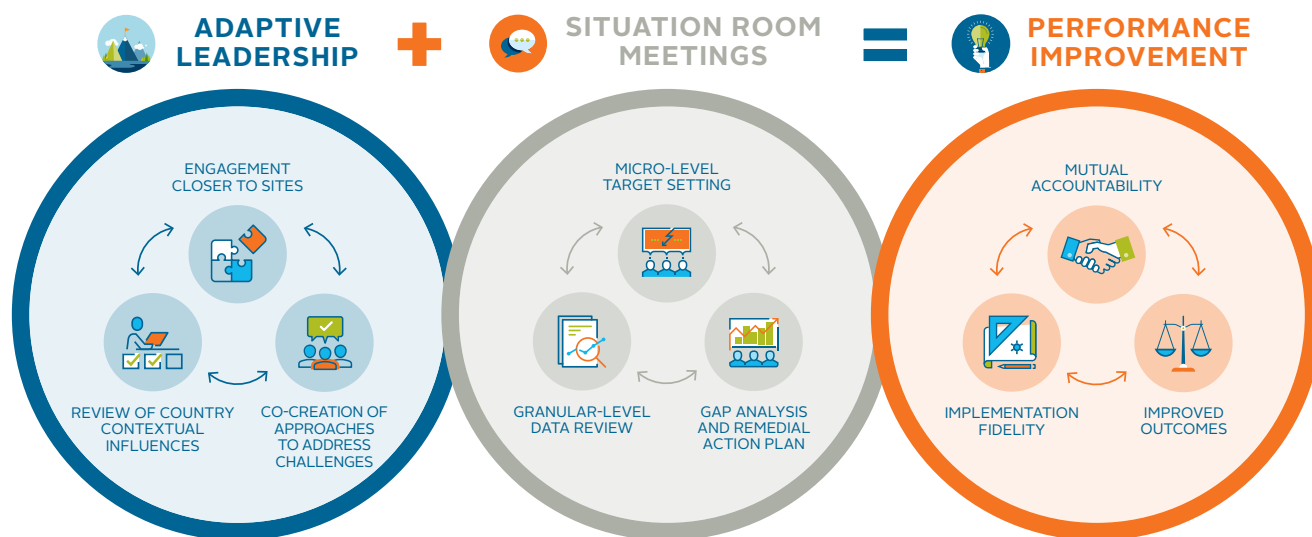 ADAPTIVE
LEADERSHIP
+
SITUATION ROOM
MEETINGS
=
PERFORMANCE
IMPROVEMENT
ENGAGEMENT
CLOSER TO SITES
REVIEW OF COUNTRY
CONTEXTUAL
INFLUENCES
CO-CREATION OF
APPROACHES
TO ADDRESS
CHALLENGES
MICRO-LEVEL
TARGET SETTING
GRANULAR-LEVEL
DATA REVIEW
GAP ANALYSIS
AND REMEDIAL
ACTION PLAN
MUTUAL
ACCOUNTABILITY
IMPLEMENTATION
FIDELITY
IMPROVED
OUTCOMES